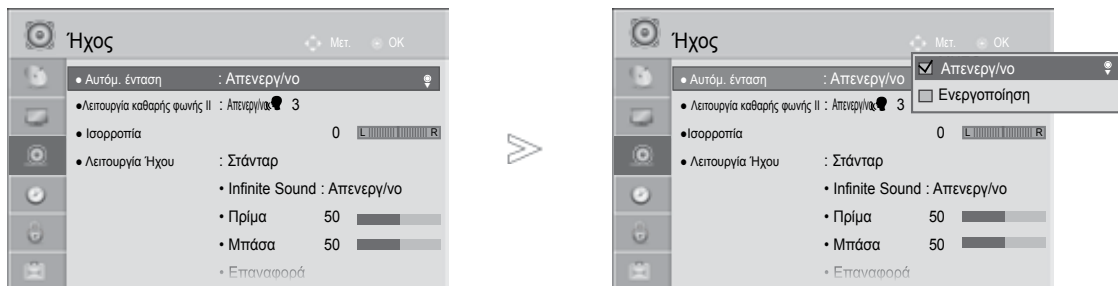 Ήχος
Μετ. OK
● Αυτόμ. ένταση : Απενεργ/νο
●Λειτουργία καθαρής φωνής II : Απενεργ/νο 3
● Ισορροπία 0 L R
● Λειτουργία Ήχου : Στάνταρ
• Infinite Sound : Απενεργ/νο
• Πρίμα 50
• Μπάσα 50
• Επαναφορά
Ήχος
Μετ. OK
● Αυτόμ. ένταση : Απενεργ/νο
● Λειτουργία καθαρής φωνής II : Απενεργ/νο 3
●Ισορροπία 0 L R
● Λειτουργία Ήχου : Στάνταρ
• Infinite Sound : Απενεργ/νο
• Πρίμα 50
• Μπάσα 50
• Επαναφορά
Απενεργ/νο
Ενεργοποίηση